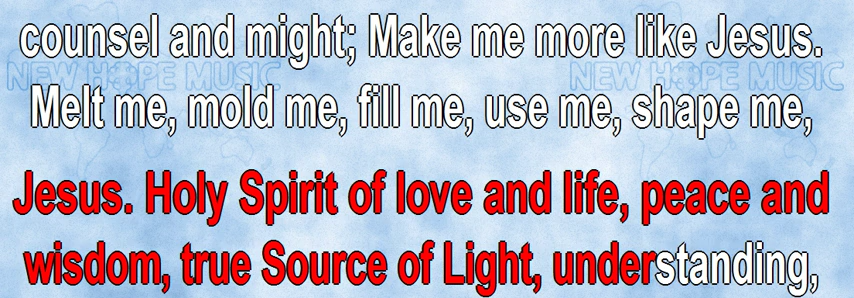 counsel and might; Make me more like Jesus.
NEW HOPE MUSIC NEW HOPE MUSIC
Melt me, mold me, fill me, use me, shape me,
Jesus. Holy Spirit of love and life, peace and
wisdom, true Source of Light, understanding,